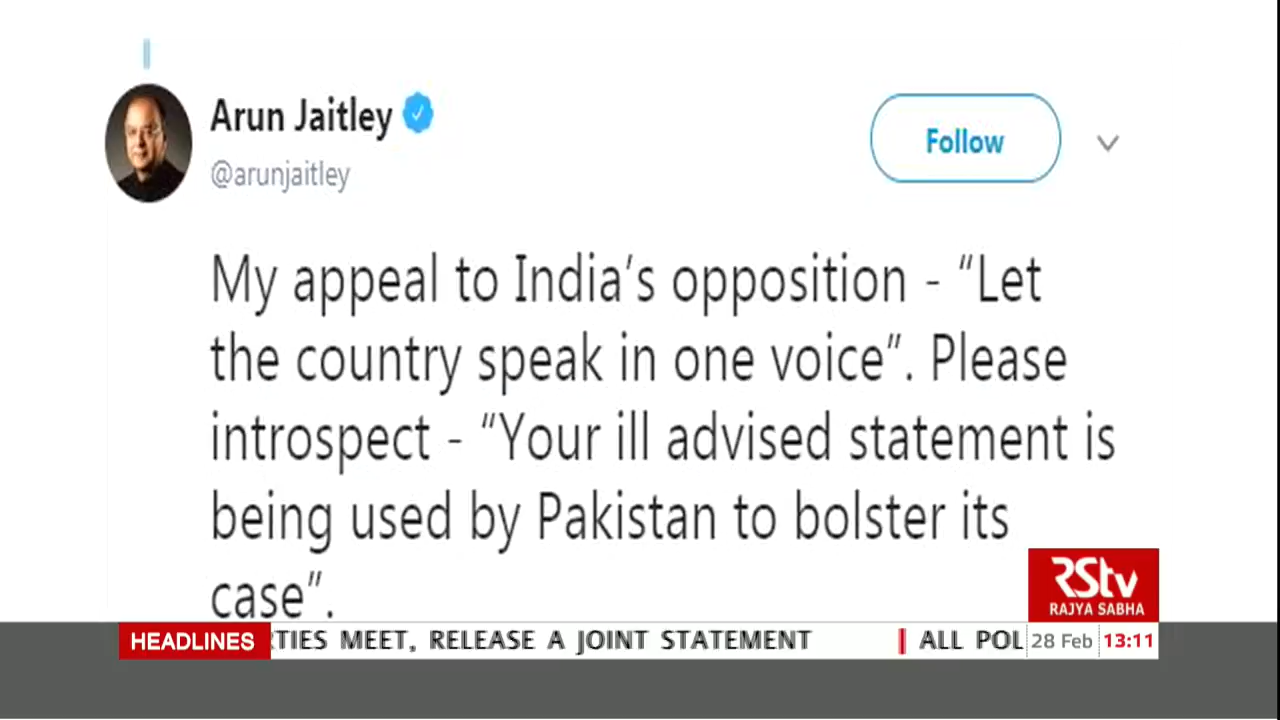 Arun Jaitley
@arunjaitley
Follow
My appeal to India’s opposition - “Let
the country speak in one voice”. Please
introspect - “Your ill advised statement is
being used by Pakistan to bolster its
case”.
RStv
RAJYA SABHA
HEADLINES RTIES MEET, RELEASE A JOINT STATEMENT | ALL POL 28 Feb 13:11